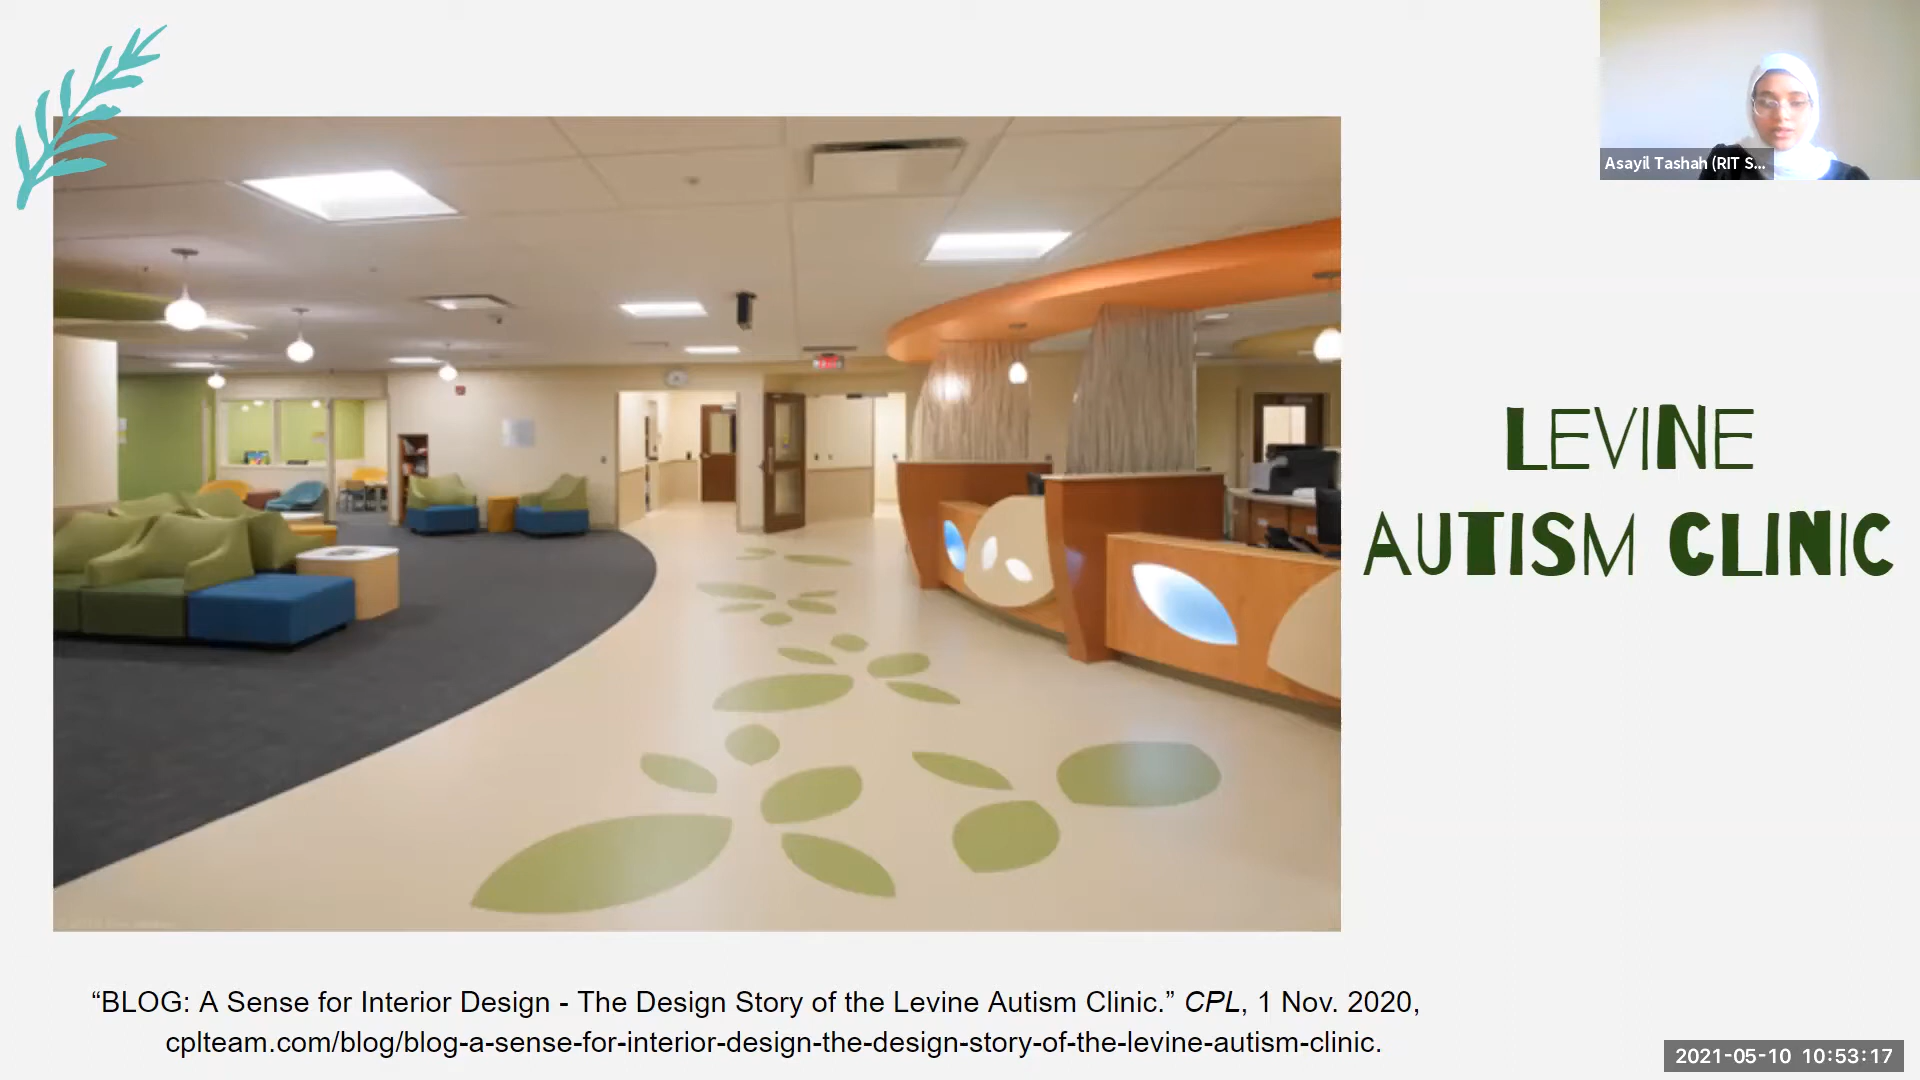 Asayil Tashah (RIT S...
LEVINE
AUTISM CLINIC
“BLOG: A Sense for Interior Design - The Design Story of the Levine Autism Clinic.” CPL, 1 Nov. 2020,
cplteam.com/blog/blog-a-sense-for-interior-design-the-design-story-of-the-levine-autism-clinic.
2021-05-10 10:53:17